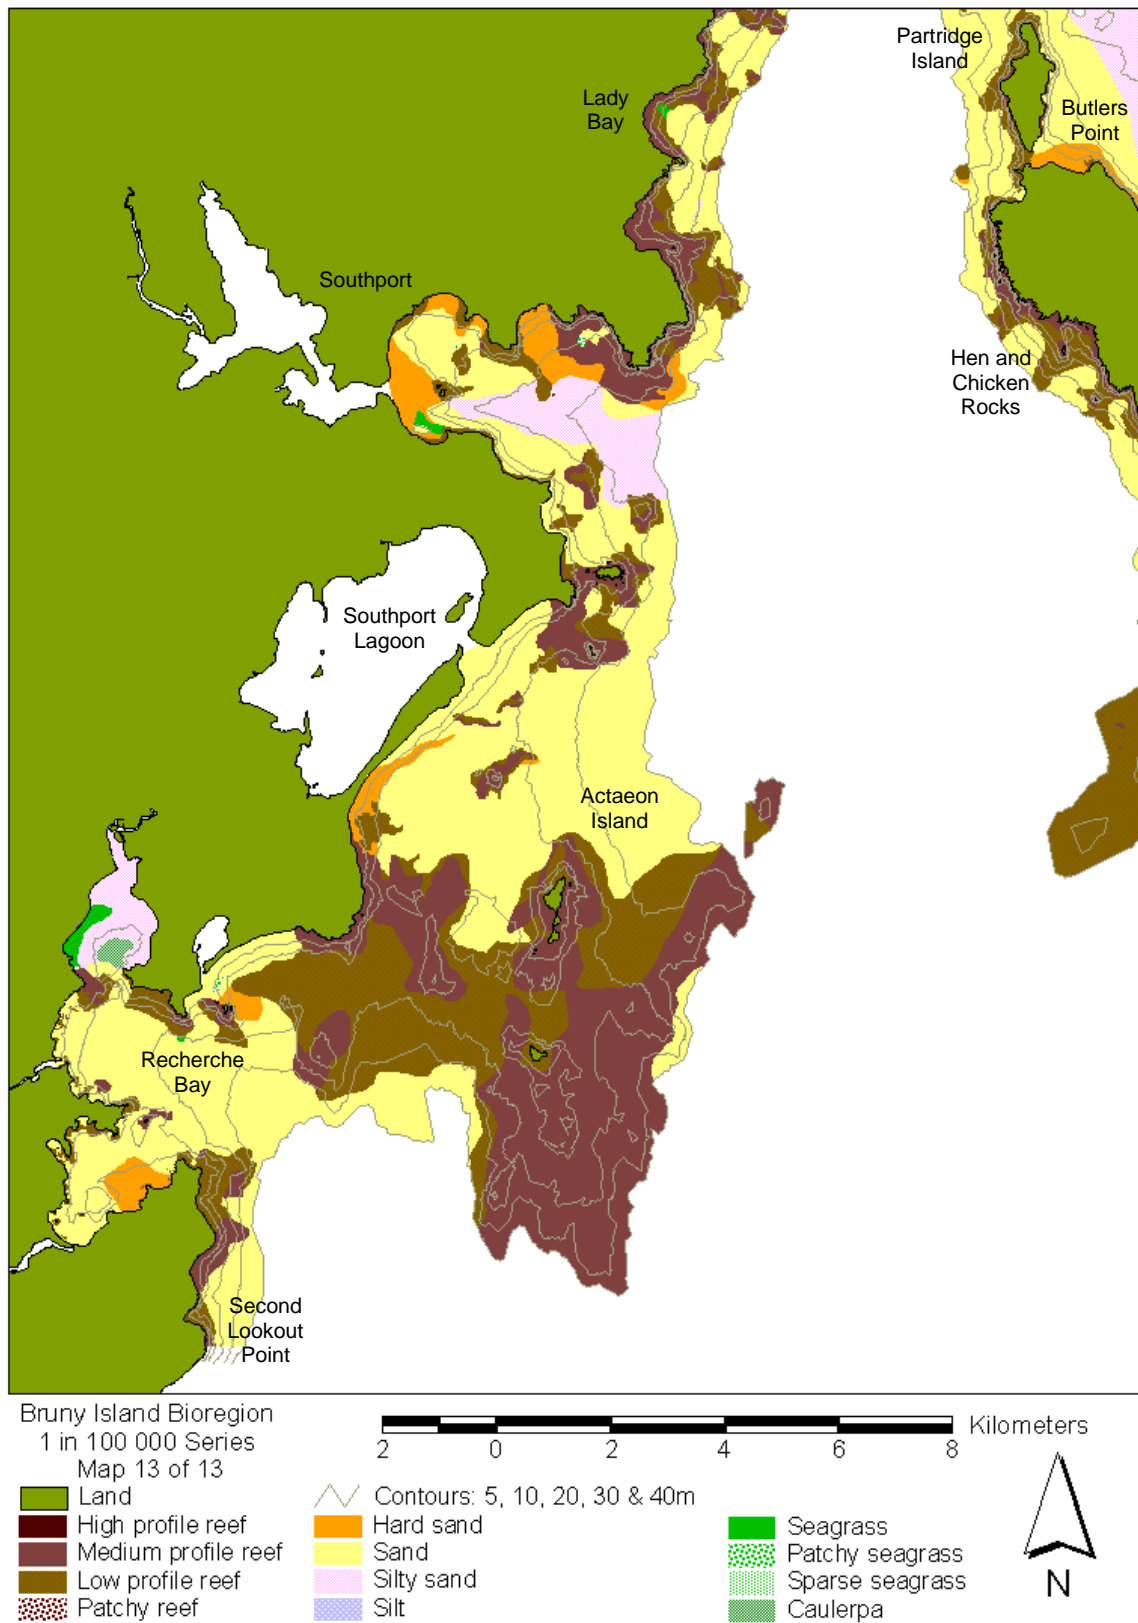 Partridge
Island
Lady
Bay
Butlers
Point
Southport
Hen and
Chicken
Rocks
Southport
Lagoon
Actaeon
Island
Recherche
Bay
Second
Lookout
Point
Bruny Island Bioregion
1 in 100 000 Series
Map 13 of 13
2 0 2 4 6 8 Kilometers
Land
High profile reef
Medium profile reef
Low profile reef
Patchy reef
Contours: 5, 10, 20, 30 & 40m
Hard sand
Sand
Silty sand
Silt
Seagrass
Patchy seagrass
Sparse seagrass
Caulerpa
N